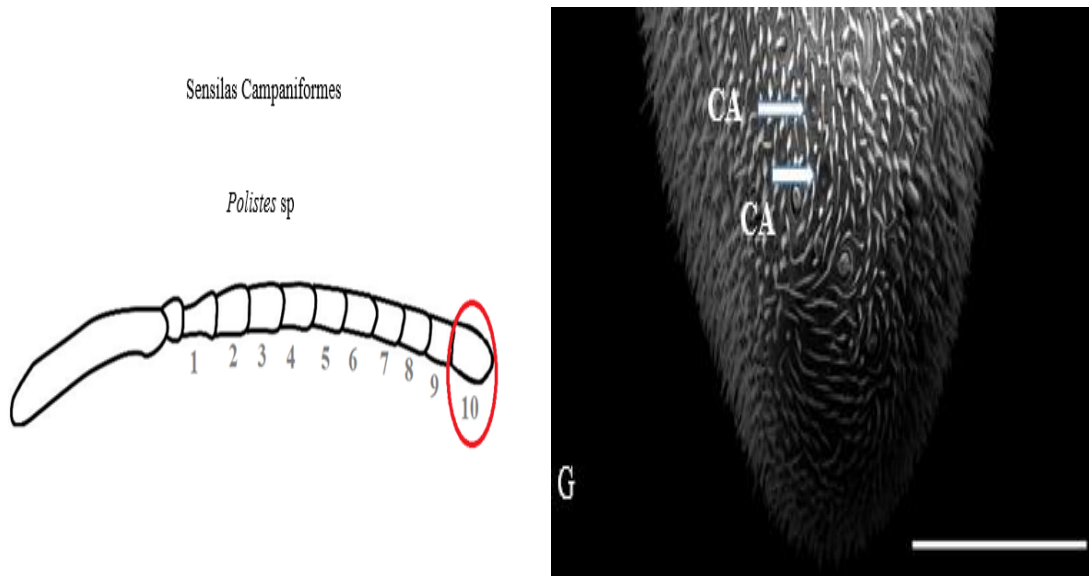 Sensilas Campaniformes
Polistes sp
1 2 3 4 5 6 7 8 9 10
CA
CA
G